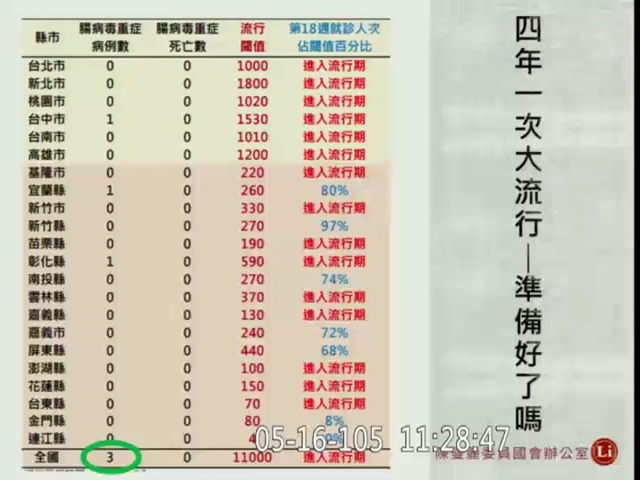 縣市 腸病毒重症病例數 腸病毒重症死亡數 流行閾值 第18週就診人次佔閾值百分比
台北市 0 0 1000 進入流行期
新北市 0 0 1800 進入流行期
桃園市 0 0 1020 進入流行期
台中市 1 0 1530 進入流行期
台南市 0 0 1010 進入流行期
高雄市 0 0 1200 進入流行期
基隆市 0 0 220 進入流行期
宜蘭縣 1 0 260 80%
新竹市 0 0 330 進入流行期
新竹縣 0 0 270 97%
苗栗縣 0 0 190 進入流行期
彰化縣 1 0 590 進入流行期
南投縣 0 0 270 74%
雲林縣 0 0 370 進入流行期
嘉義縣 0 0 130 進入流行期
嘉義市 0 0 240 72%
屏東縣 0 0 440 68%
澎湖縣 0 0 100 進入流行期
花蓮縣 0 0 150 進入流行期
台東縣 0 0 70 進入流行期
金門縣 0 0 80 8%
連江縣 0 0
全國 3 0 11000 進入流行期
四年一次大流行—準備好了嗎
05-16-105 11:28:47
委員國會辦公室 Li